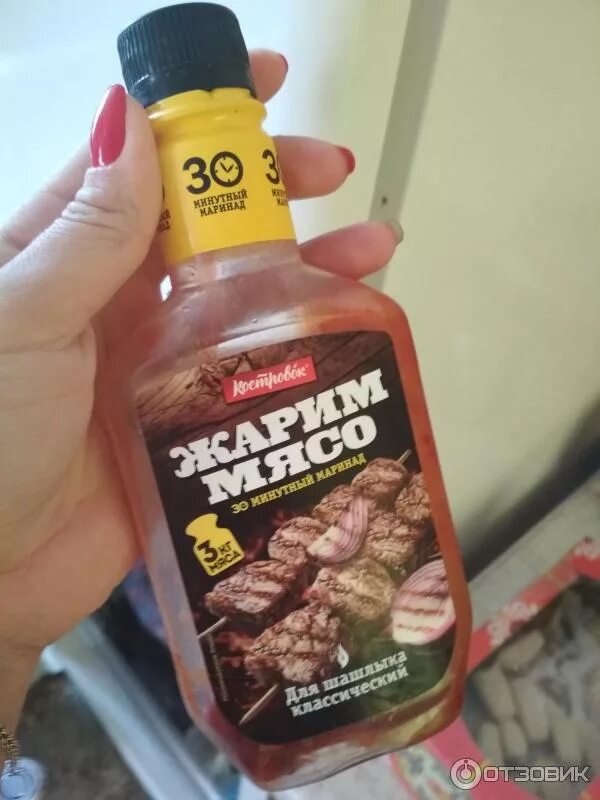 30
МИНУТНЫЙ
МАРИНАД
Костровок
ЖАРИМ
МЯСО
30 МИНУТНЫЙ МАРИНАД
3 КГ
МЯСА
Для шашлыка
классический
ОТЗОВИК